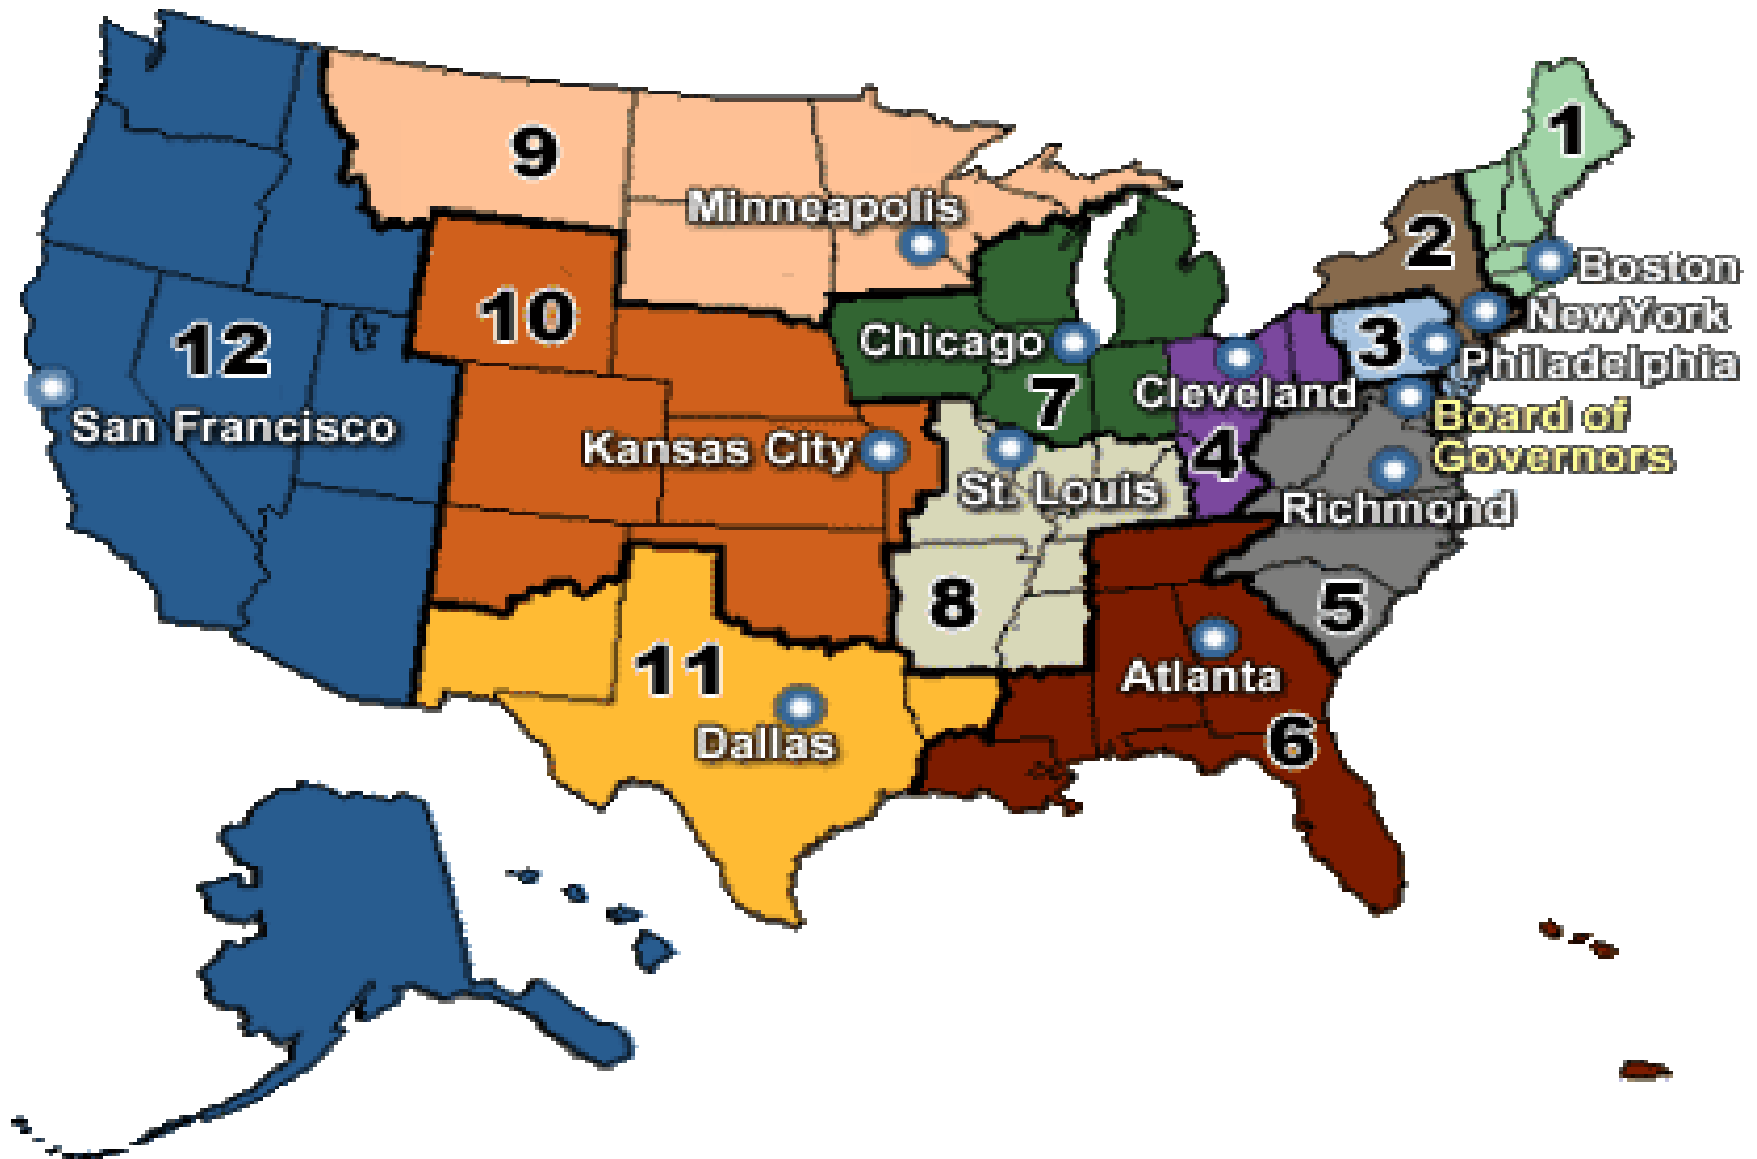 1
9
Minneapolis
2
Boston
10
NewYork
12
Chicago
3
Philadelphia
7
Cleveland
San Francisco
Board of
Governors
Kansas City
4
St. Louis
Richmond
8
5
11
Atlanta
Dallas
6